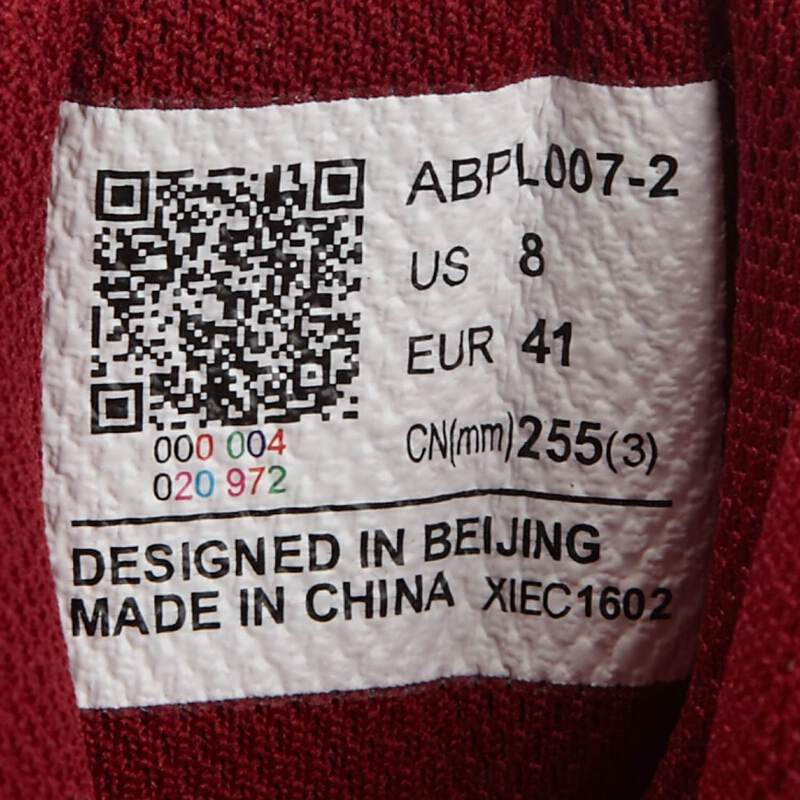 ABPL007-2
US 8
EUR 41
CN(mm)255(3)
000 004
020 972
DESIGNED IN BEIJING
MADE IN CHINA XIEC1602